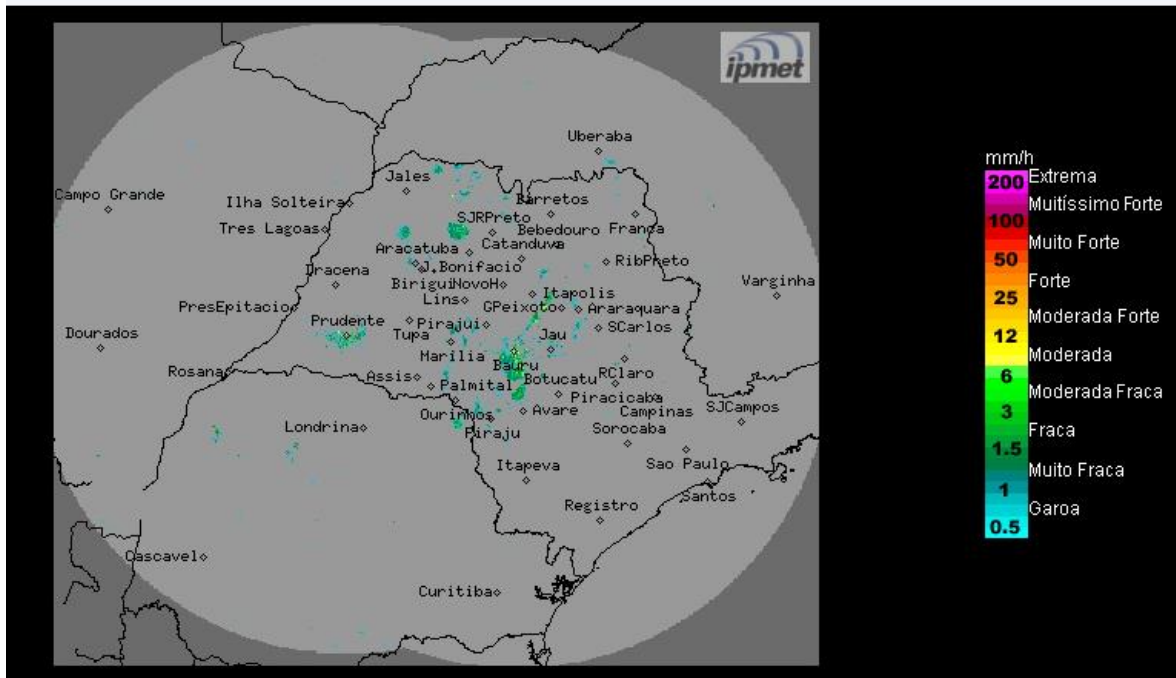 ipmet
Uberaba
Jales
Campo Grande
Ilha Solteira
Barretos
SJRPreto
Tres Lagoas
Bebedouro
Franca
Aracatuba
Catanduva
Dracena
J.Bonifacio
RibPreto
Varginha
Birigui
NovoH
Itapolis
Lins
PresEpitacio
GPeixoto
Araraquara
Prudente
Pirajui
SCarlos
Dourados
Tupa
Jau
Marilia
Bauru
Rosana
Assis
RClaro
Palmital
Botucatu
Piracicaba
Ourinhos
Avare
Campinas
SJCampos
Londrina
Piraju
Sorocaba
Itapeva
Sao Paulo
Santos
Registro
Cascavel
Curitiba
mm/h
200 Extrema
Muitíssimo Forte
100
Muito Forte
50
Forte
25
Moderada Forte
12
Moderada
6
Moderada Fraca
3
Fraca
1.5
Muito Fraca
1
Garoa
0.5